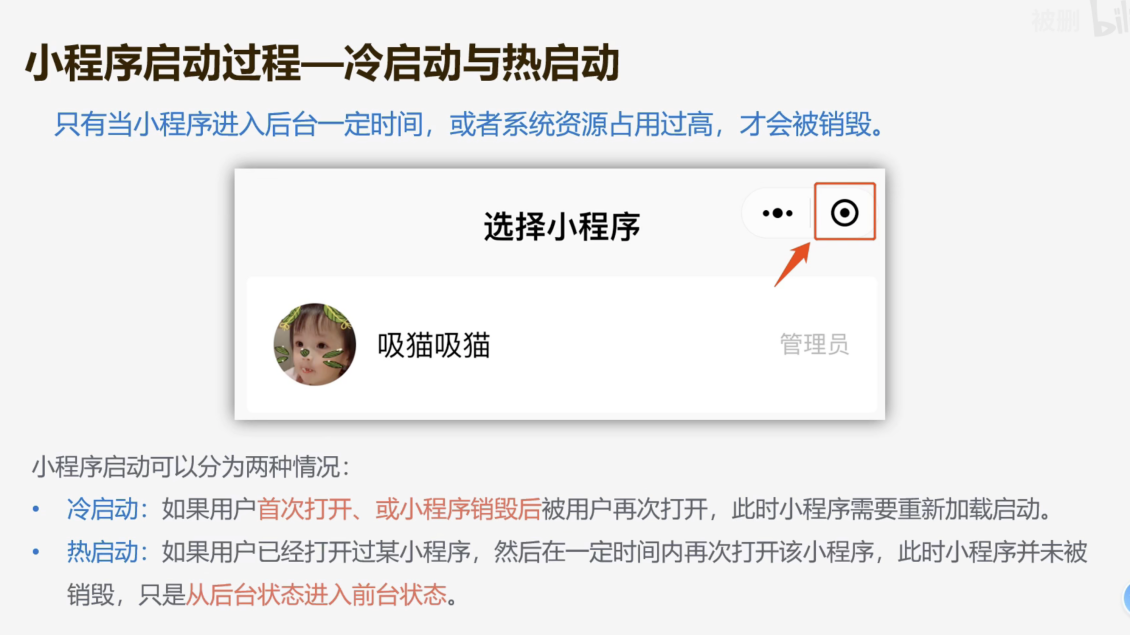 被删 bili
小程序启动过程—冷启动与热启动
只有当小程序进入后台一定时间，或者系统资源占用过高，才会被销毁。
选择小程序
吸猫吸猫
管理员
小程序启动可以分为两种情况：
• 冷启动：如果用户首次打开、或小程序销毁后被用户再次打开，此时小程序需要重新加载启动。
• 热启动：如果用户已经打开过某小程序，然后在一定时间内再次打开该小程序，此时小程序并未被
销毁，只是从后台状态进入前台状态。